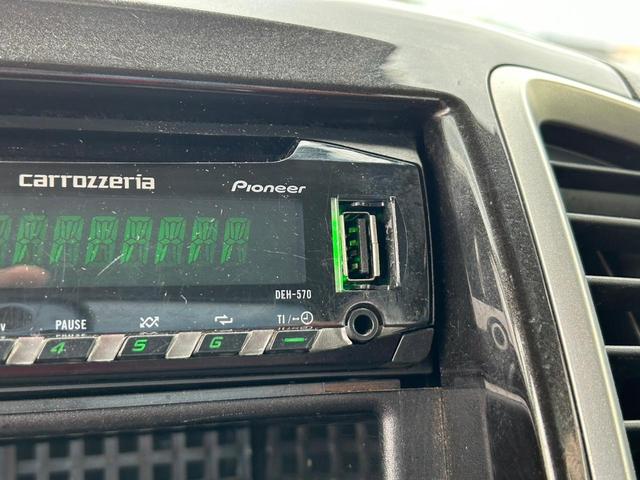 carrozzeria
Pioneer
DEH-570
PAUSE
TI /
4
5
6